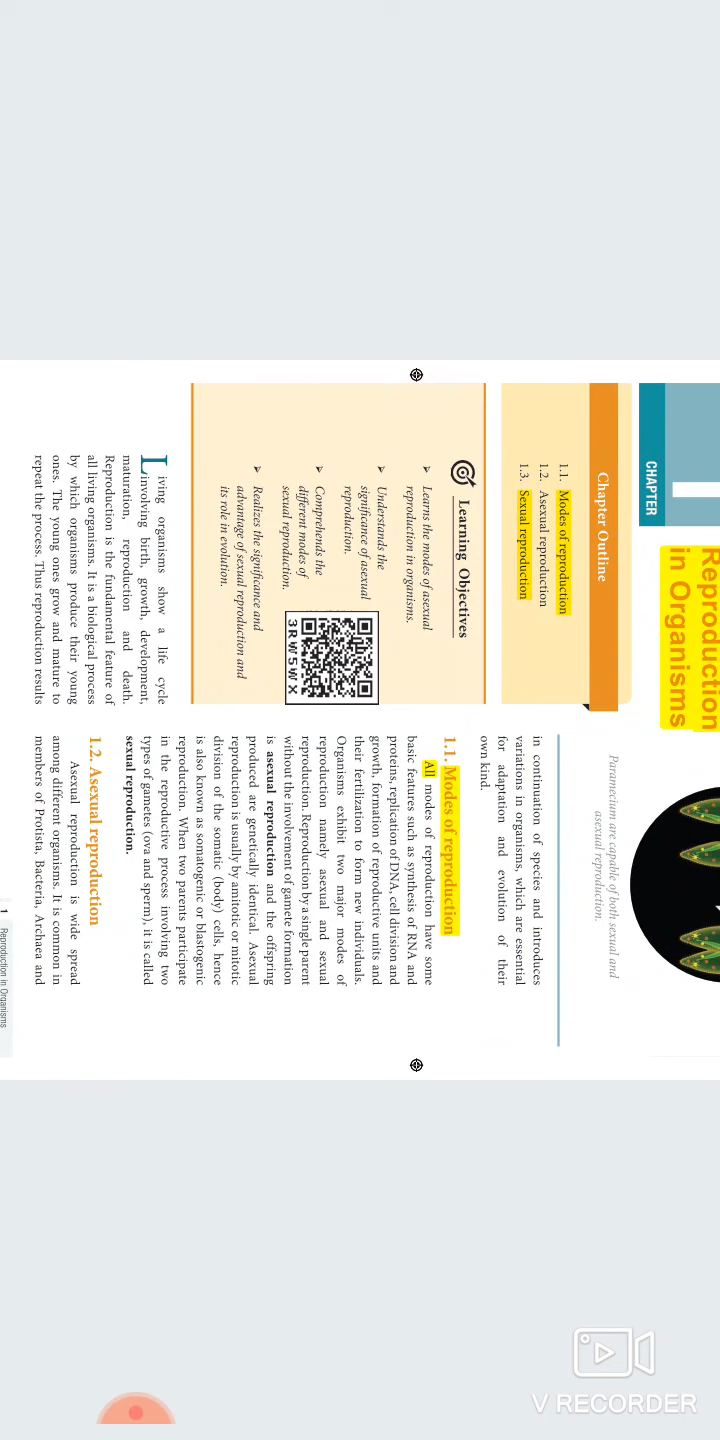 CHAPTER
Reproduction
in Organisms
Paramecium are capable of both sexual and
asexual reproduction.
Chapter Outline
1.1. Modes of reproduction
1.2. Asexual reproduction
1.3. Sexual reproduction
Learning Objectives
➢ Learns the modes of asexual
reproduction in organisms.
➢ Understands the
significance of asexual
reproduction.
➢ Comprehends the
different modes of
sexual reproduction.
➢ Realizes the significance and
advantage of sexual reproduction and
its role in evolution.
3RW5WX
Living organisms show a life cycle
involving birth, growth, development,
maturation, reproduction and death.
Reproduction is the fundamental feature of
all living organisms. It is a biological process
by which organisms produce their young
ones. The young ones grow and mature to
repeat the process. Thus reproduction results
in continuation of species and introduces
variations in organisms, which are essential
for adaptation and evolution of their
own kind.
1.1. Modes of reproduction
All modes of reproduction have some
basic features such as synthesis of RNA and
proteins, replication of DNA, cell division and
growth, formation of reproductive units and
their fertilization to form new individuals.
Organisms exhibit two major modes of
reproduction namely asexual and sexual
reproduction. Reproduction by a single parent
without the involvement of gamete formation
is asexual reproduction and the offspring
produced are genetically identical. Asexual
reproduction is usually by amitotic or mitotic
division of the somatic (body) cells, hence
is also known as somatogenic or blastogenic
reproduction. When two parents participate
in the reproductive process involving two
types of gametes (ova and sperm), it is called
sexual reproduction.
1.2. Asexual reproduction
Asexual reproduction is wide spread
among different organisms. It is common in
members of Protista, Bacteria, Archaea and
1 Reproduction in Organisms
V RECORDER